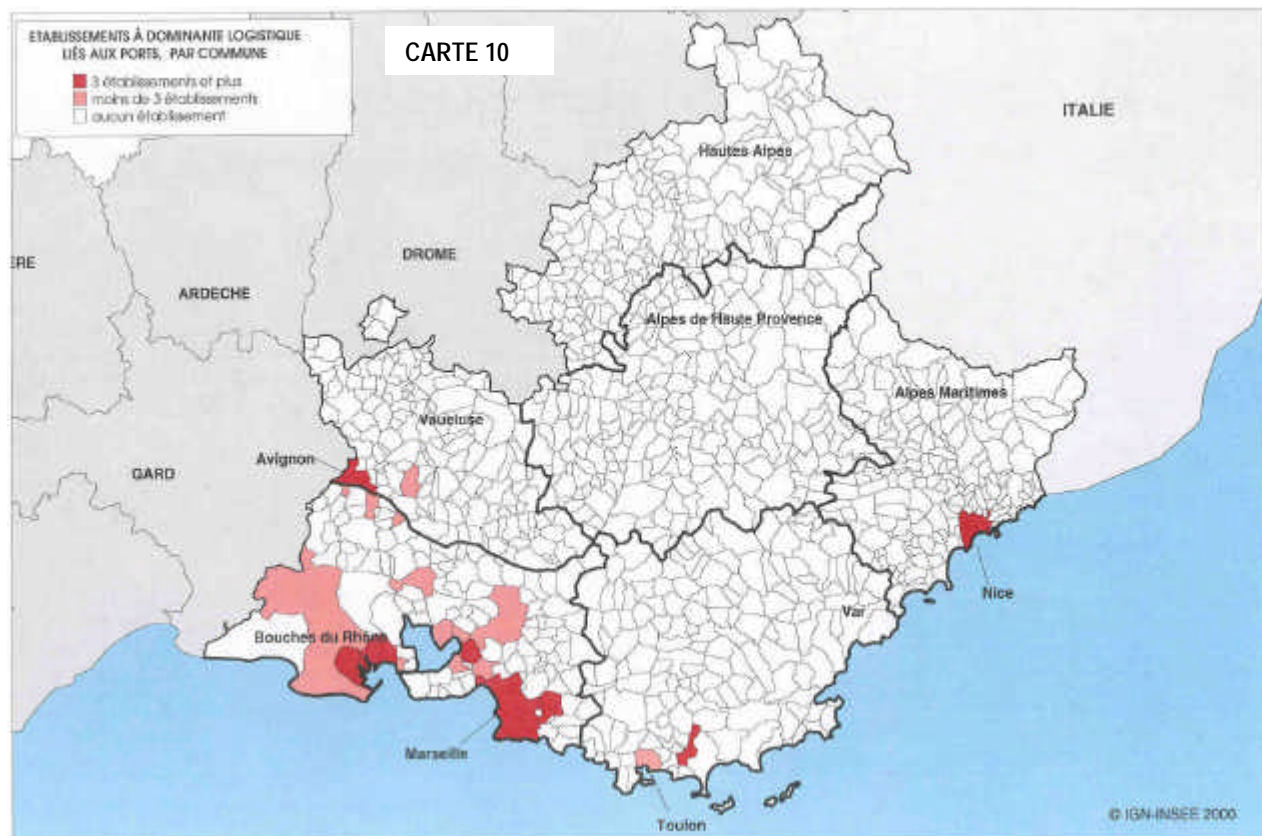 ETABLISSEMENTS À DOMINANTE LOGISTIQUE
LIÉS AUX PORTS, PAR COMMUNE
3 établissements et plus
moins de 3 établissements
aucun établissement
CARTE 10
ITALIE
Hautes Alpes
DROME
ERE
ARDECHE
Alpes de Haute Provence
Alpes Maritimes
Vaucluse
Avignon
GARD
Nice
Var
Bouches du Rhône
Marseille
Toulon
© IGN-INSEE 2000